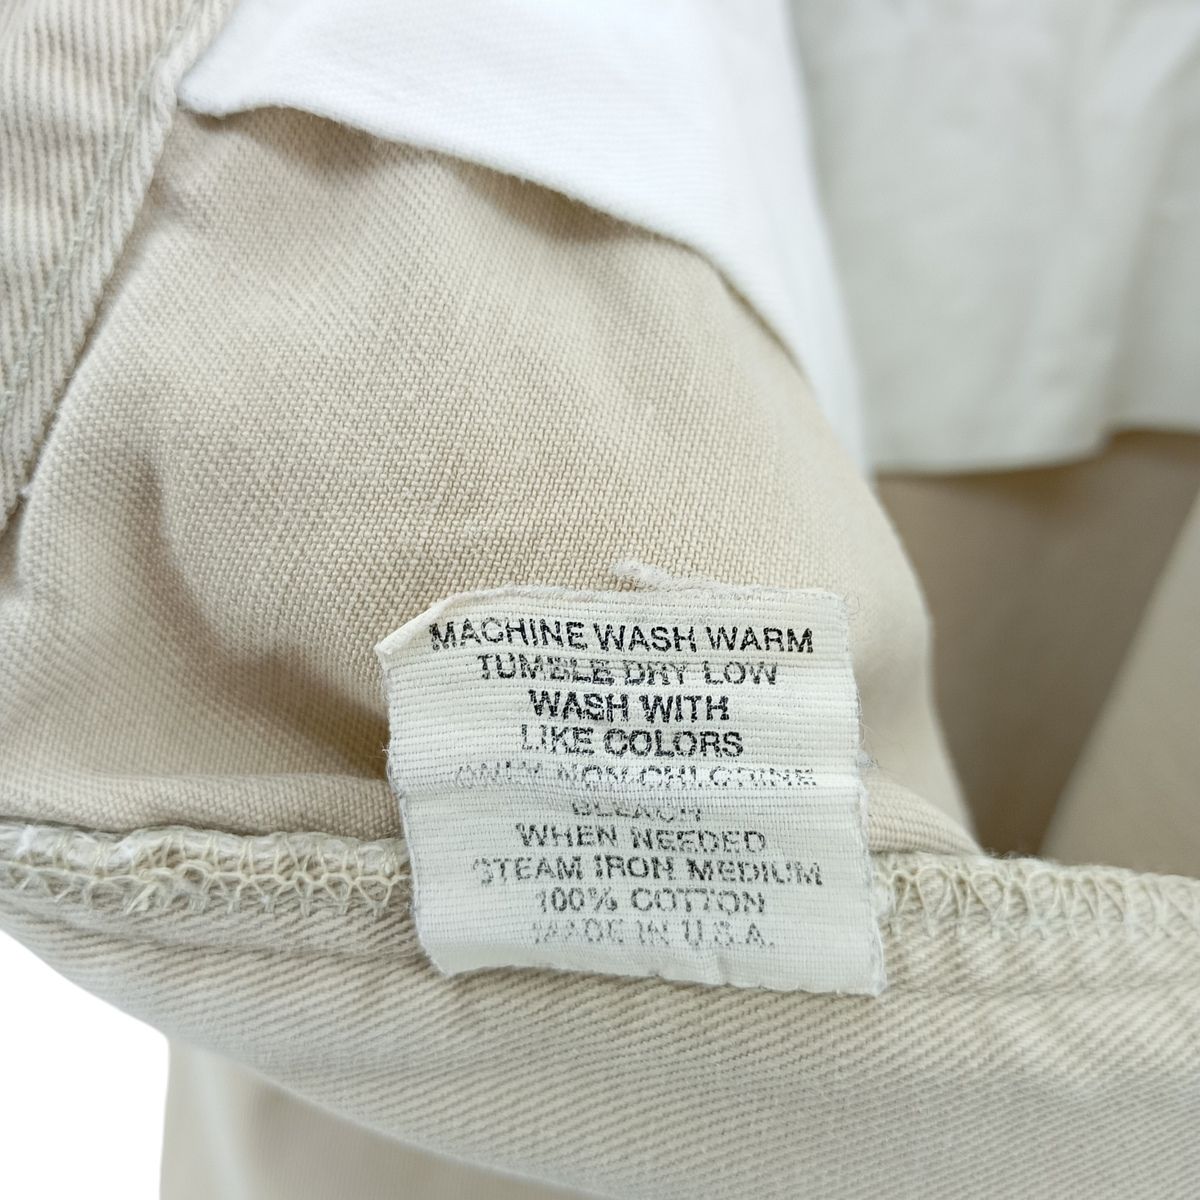 MACHINE WASH WARM
TUMBLE DRY LOW
WASH WITH
LIKE COLORS
ONLY NON-CHLORINE
BLEACH
WHEN NEEDED
STEAM IRON MEDIUM
100% COTTON
MADE IN U.S.A.